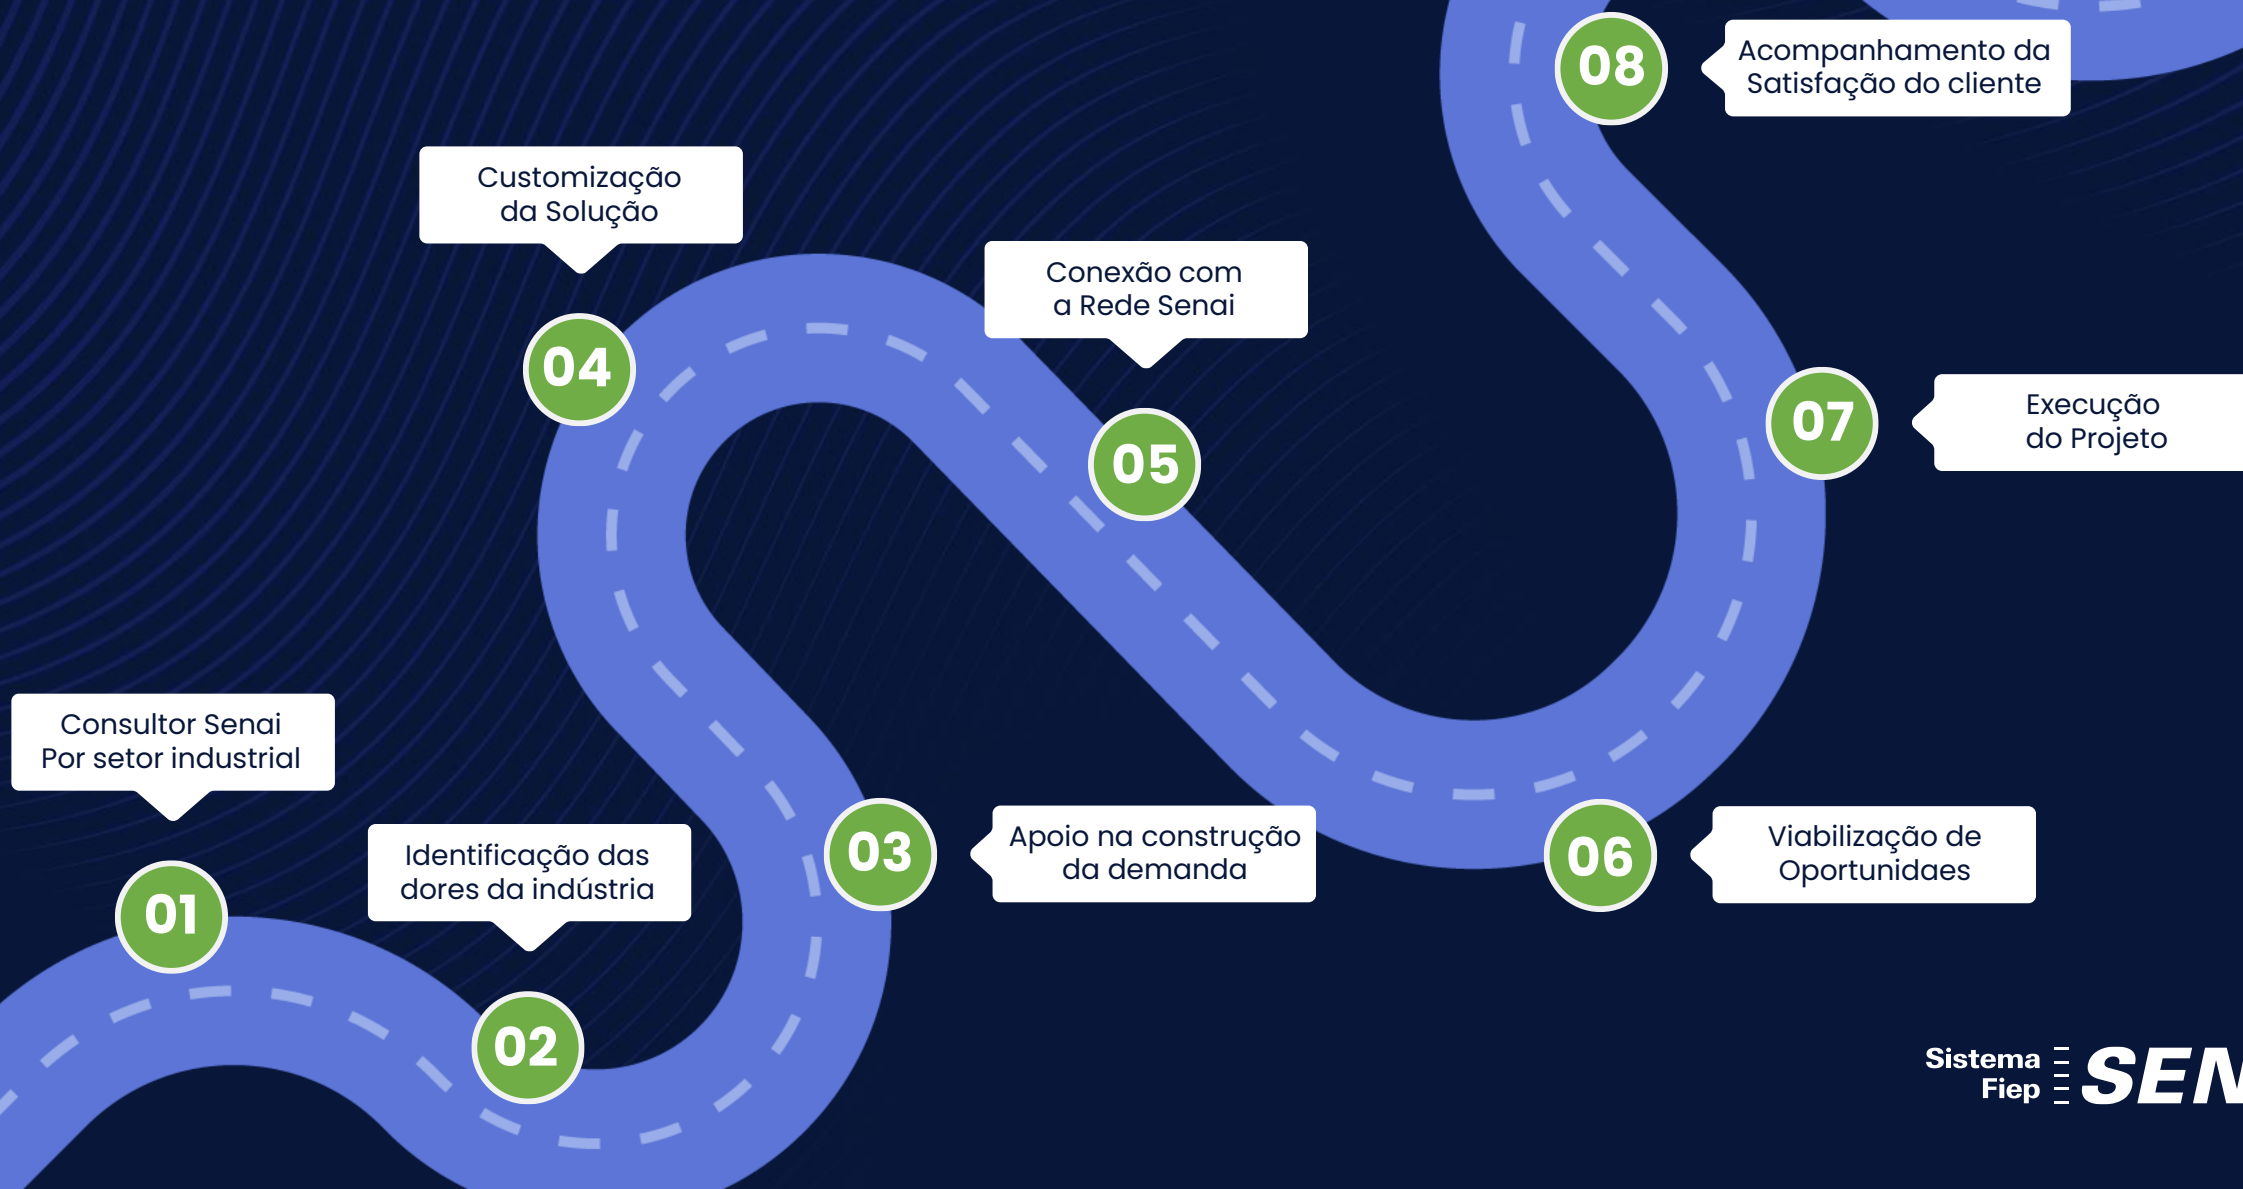 01
Consultor Senai
Por setor industrial
02
Identificação das
dores da indústria
03
Apoio na construção
da demanda
04
Customização
da Solução
05
Conexão com
a Rede Senai
06
Viabilização de
Oportunidaes
07
Execução
do Projeto
08
Acompanhamento da
Satisfação do cliente
Sistema
Fiep